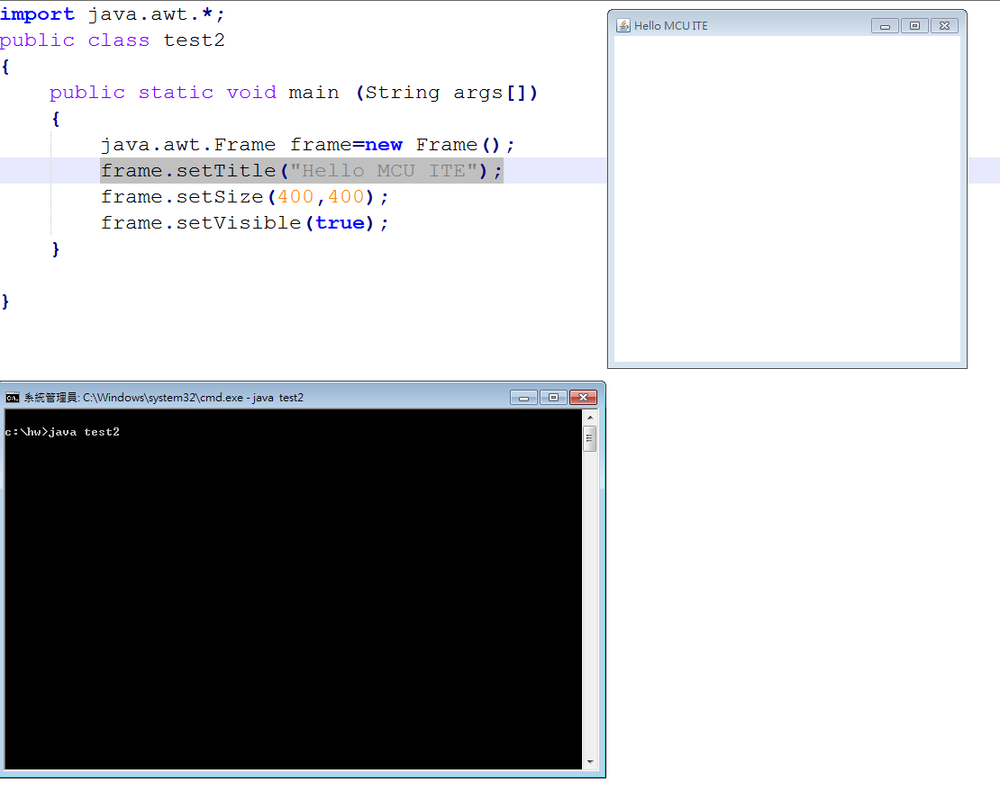 import java.awt.*;
public class test2
{
    public static void main (String args[])
    {
        java.awt.Frame frame=new Frame();
        frame.setTitle("Hello MCU ITE");
        frame.setSize(400,400);
        frame.setVisible(true);
    }
}
Hello MCU ITE
系統管理員: C:\Windows\system32\cmd.exe - java test2
c:\hw>java test2